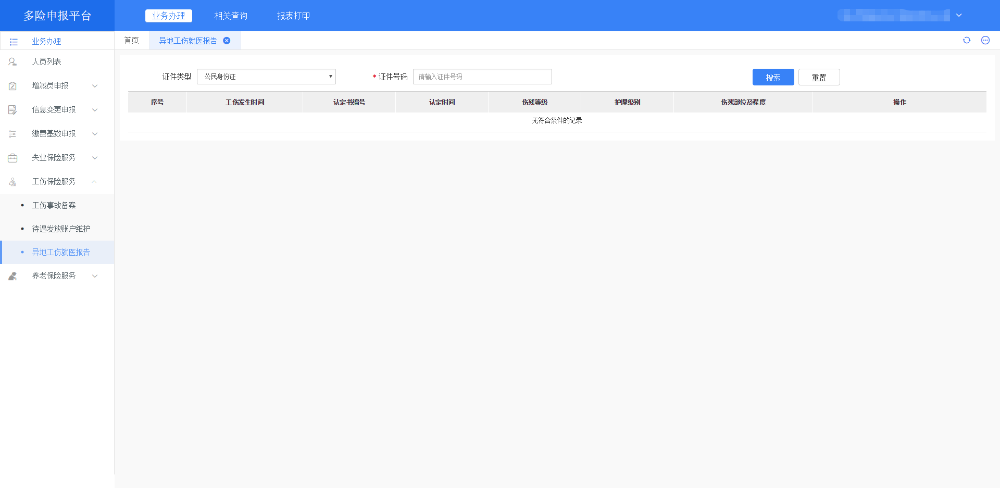 多险申报平台
业务办理 相关查询 报表打印
业务办理
人员列表
增减员申报
信息变更申报
缴费基数申报
失业保险服务
工伤保险服务
工伤事故备案
待遇发放账户维护
异地工伤就医报告
养老保险服务
首页 异地工伤就医报告
证件类型 公民身份证 * 证件号码 请输入证件号码 搜索 重置
序号 工伤发生时间 认定书编号 认定时间 伤残等级 护理级别 伤残部位及程度 操作
无符合条件的记录